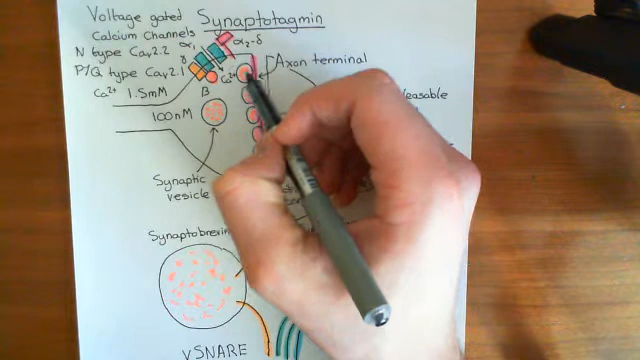 Voltage gated
Calcium Channels
N type Cav2.2
P/Q type Cav2.1
Synaptotagmin
α₁
α₂-δ
γ
β
Ca²⁺
Axon terminal
Ca²⁺ 1.5mM
100nM
Synaptic
vesicle
Synaptobrevin
vSNARE